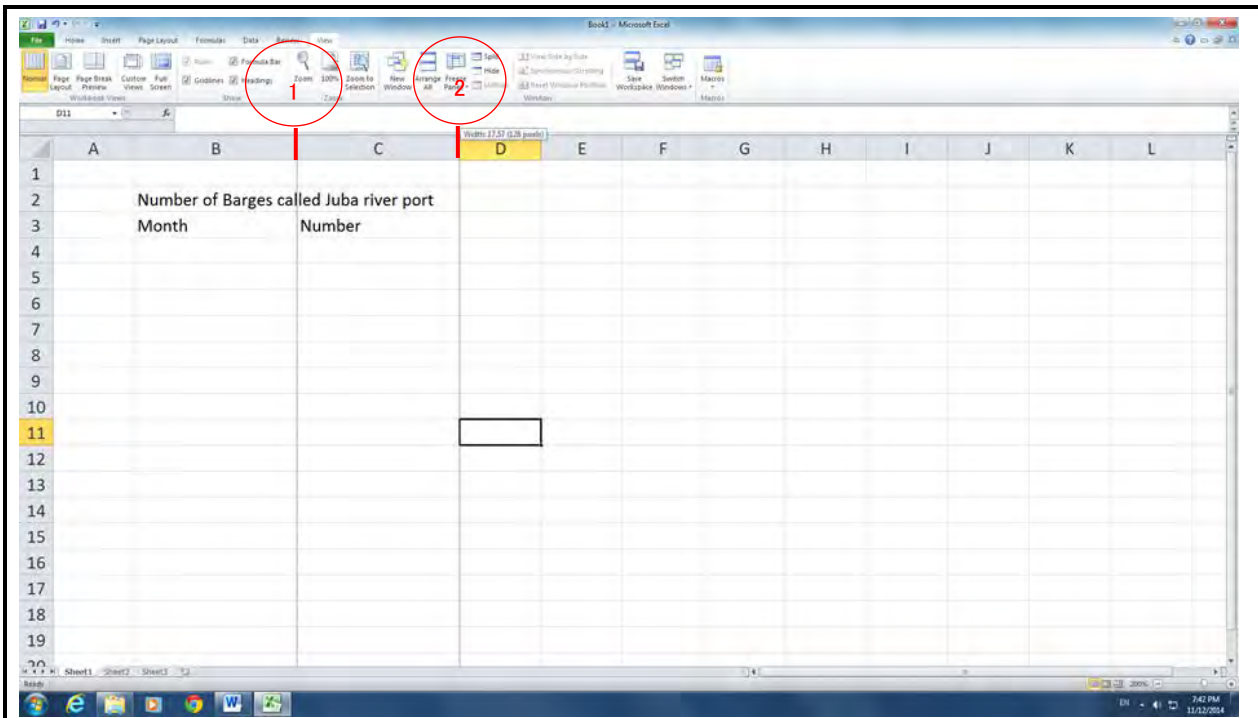 Book1 - Microsoft Excel
File Home Insert Page Layout Formulas Data Review View
Normal Page Layout Page Break Preview Custom Views Full Screen Ruler Formula Bar Gridlines Headings Zoom 100% Zoom to Selection New Window Arrange All Freeze Panes Split Hide Unhide View Side by Side Synchronous Scrolling Reset Window Position Save Workspace Switch Windows Macros
Workbook Views Show Zoom Window Macros
1 2
D11 fx
Width: 17.57 (128 pixels)
A B C D E F G H I J K L
1
2 Number of Barges called Juba river port
3 Month Number
4
5
6
7
8
9
10
11
12
13
14
15
16
17
18
19
20
Sheet1 Sheet2 Sheet3
Ready 200%
EN 7:42 PM
11/12/2014